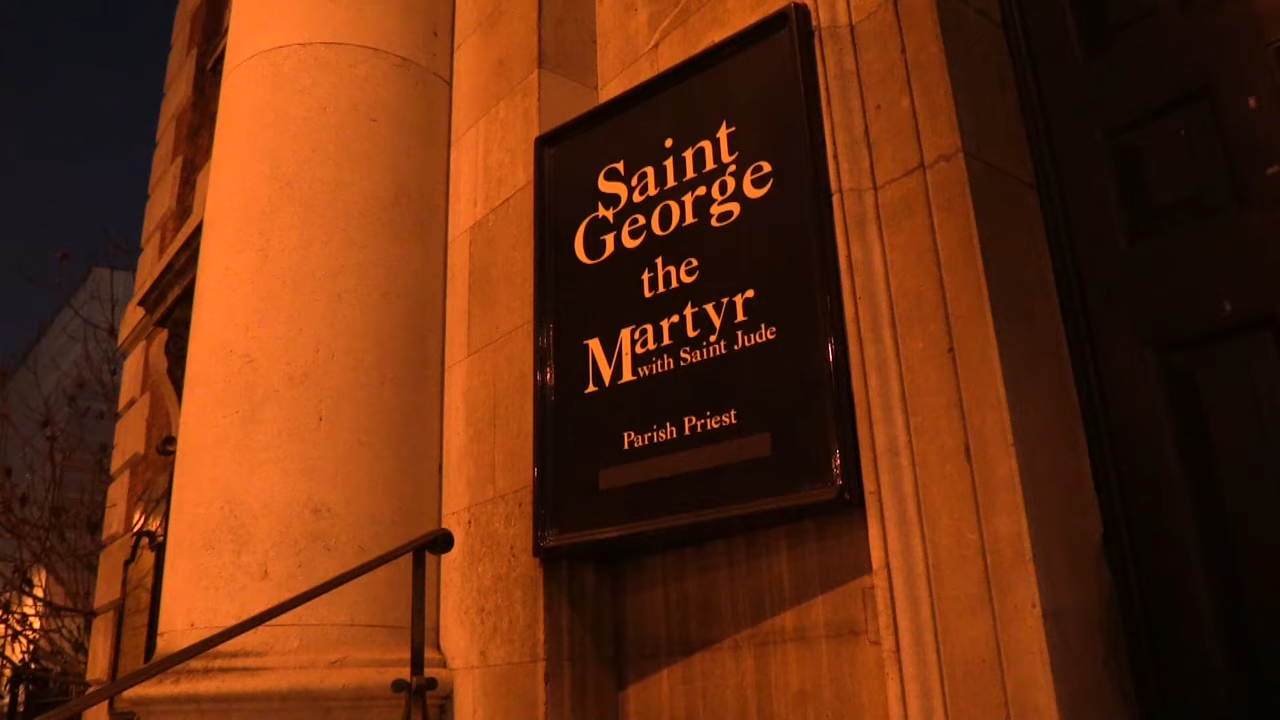 Saint
George
the
Martyr
with Saint Jude
Parish Priest